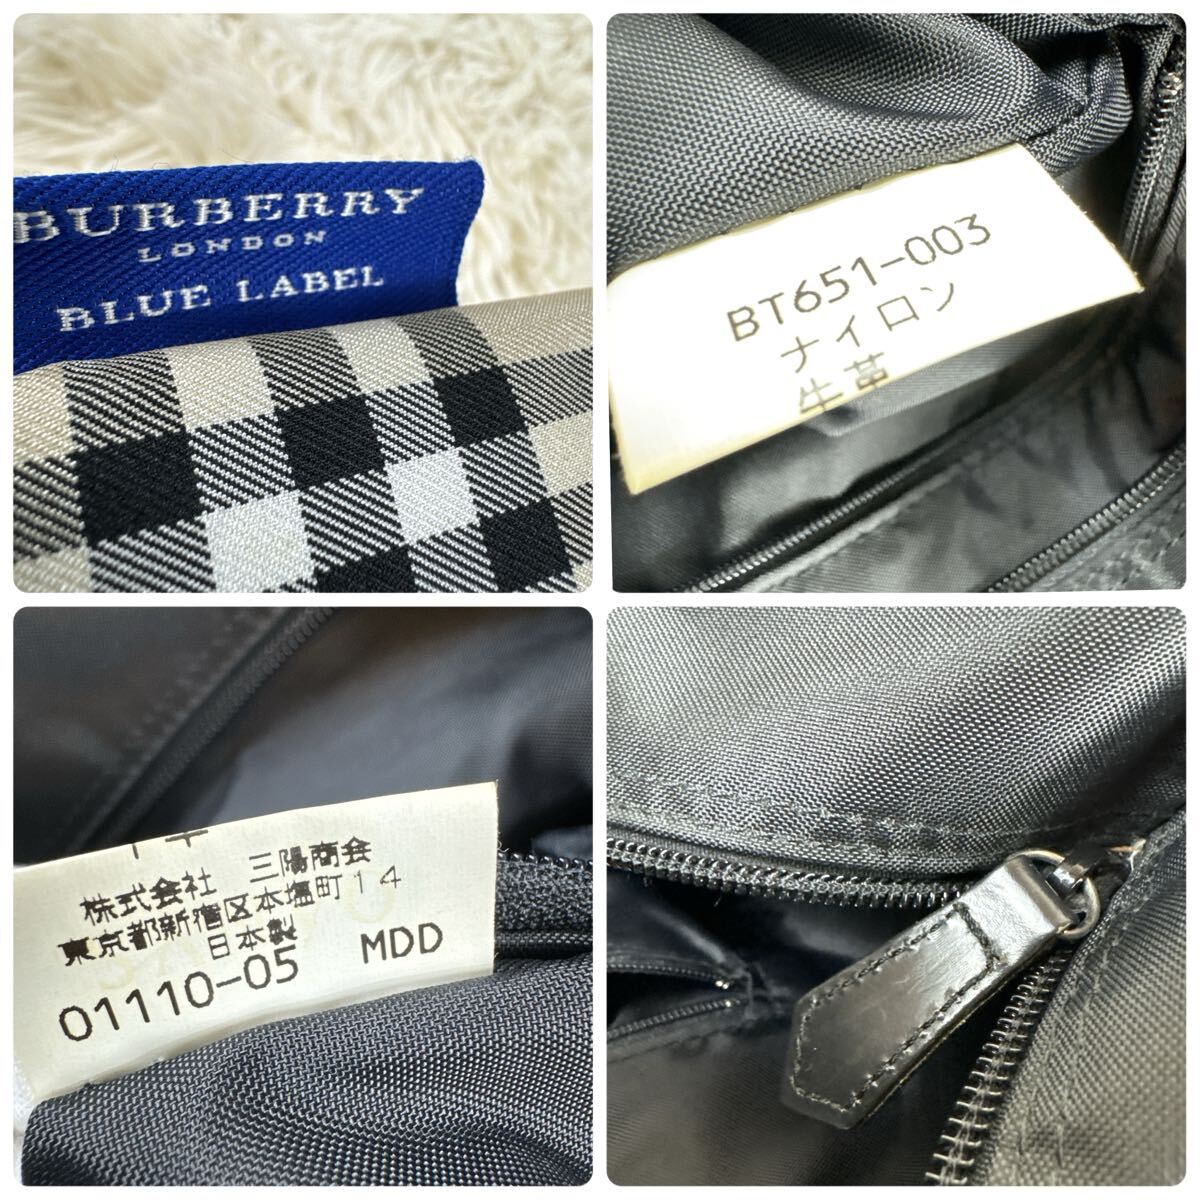 BURBERRY
LONDON
BLUE LABEL
BT651-003
ナイロン
牛革
株式会社 三陽商会
東京都新宿区本塩町14
日本製
01110-05 MDD